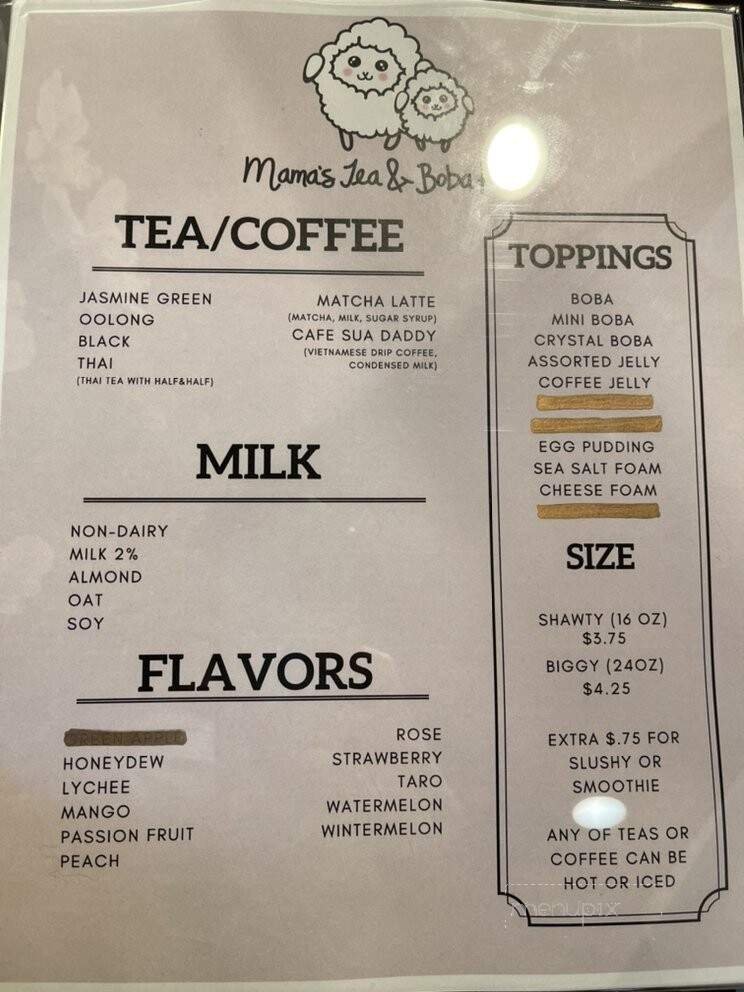 Mama's Tea & Boba
TEA/COFFEE
JASMINE GREEN
OOLONG
BLACK
THAI
(THAI TEA WITH HALF&HALF)
MATCHA LATTE
(MATCHA, MILK, SUGAR SYRUP)
CAFE SUA DADDY
(VIETNAMESE DRIP COFFEE,
CONDENSED MILK)
MILK
NON-DAIRY
MILK 2%
ALMOND
OAT
SOY
FLAVORS
GREEN APPLE
HONEYDEW
LYCHEE
MANGO
PASSION FRUIT
PEACH
ROSE
STRAWBERRY
TARO
WATERMELON
WINTERMELON
TOPPINGS
BOBA
MINI BOBA
CRYSTAL BOBA
ASSORTED JELLY
COFFEE JELLY
EGG PUDDING
SEA SALT FOAM
CHEESE FOAM
SIZE
SHAWTY (16 OZ)
$3.75
BIGGY (24OZ)
$4.25
EXTRA $.75 FOR
SLUSHY OR
SMOOTHIE
ANY OF TEAS OR
COFFEE CAN BE
HOT OR ICED
menupix